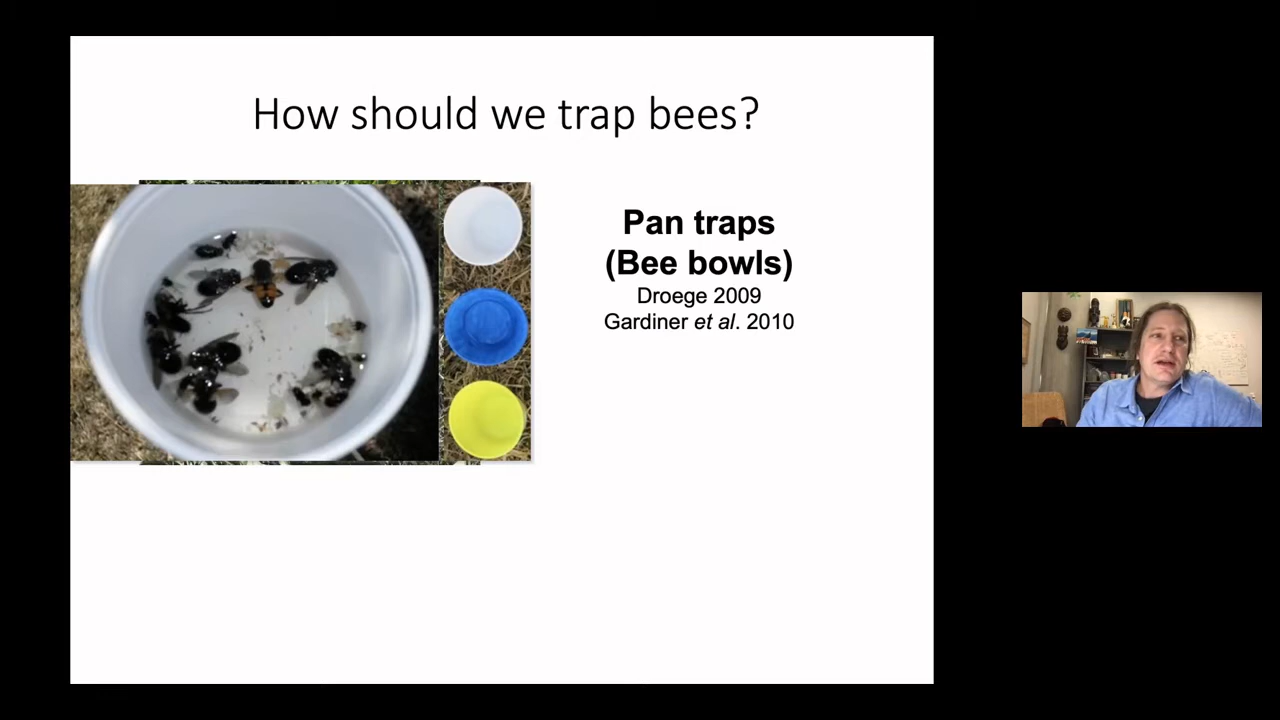 How should we trap bees?
Pan traps
(Bee bowls)
Droege 2009
Gardiner et al. 2010